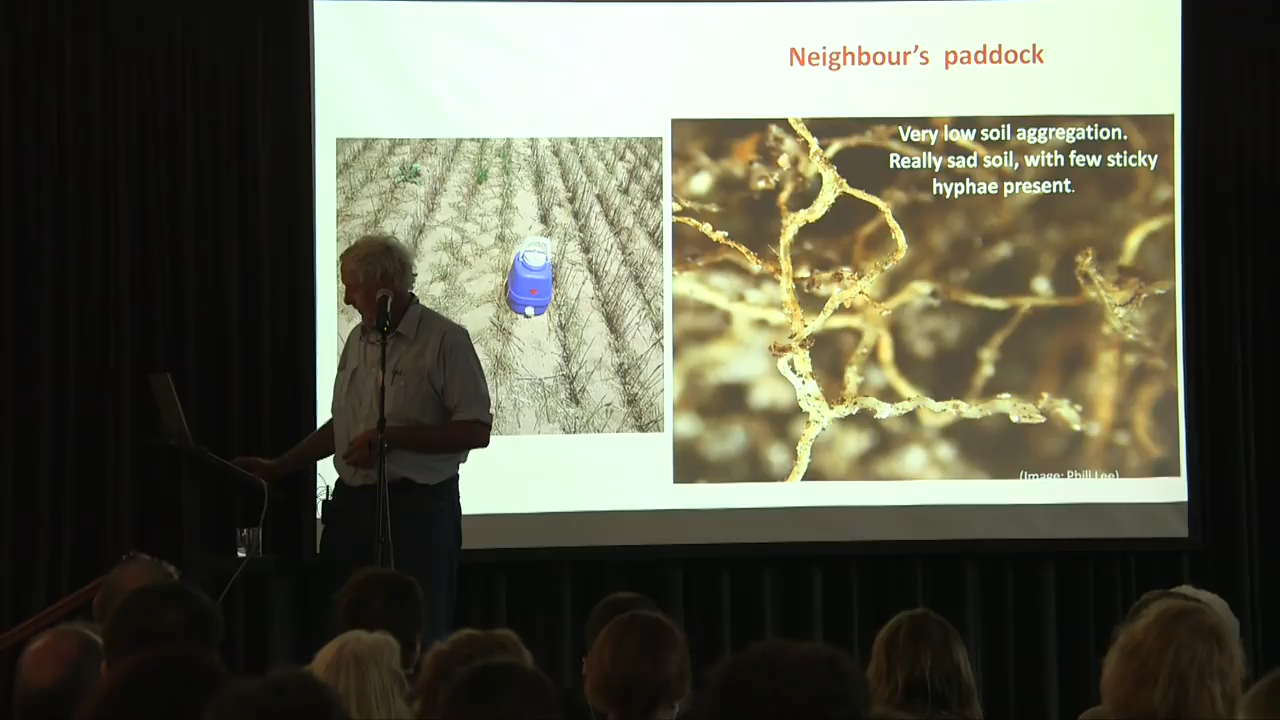 Neighbour's paddock
Very low soil aggregation.
Really sad soil, with few sticky
hyphae present.
(Image: Phill Lee)